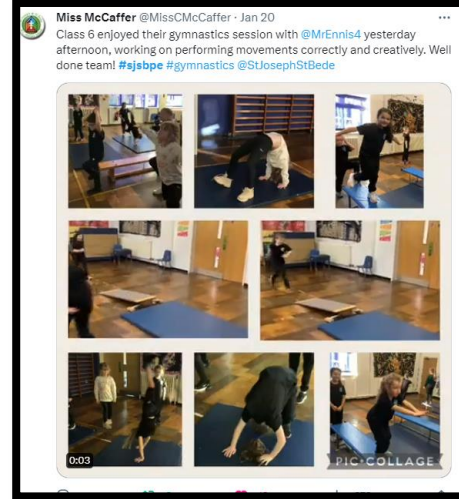 Miss McCaffer @MissCMcCaffer · Jan 20
Class 6 enjoyed their gymnastics session with @MrEnnis4 yesterday
afternoon, working on performing movements correctly and creatively. Well
done team! #sjsbpe #gymnastics @StJosephStBede
0:03
PIC•COLLAGE